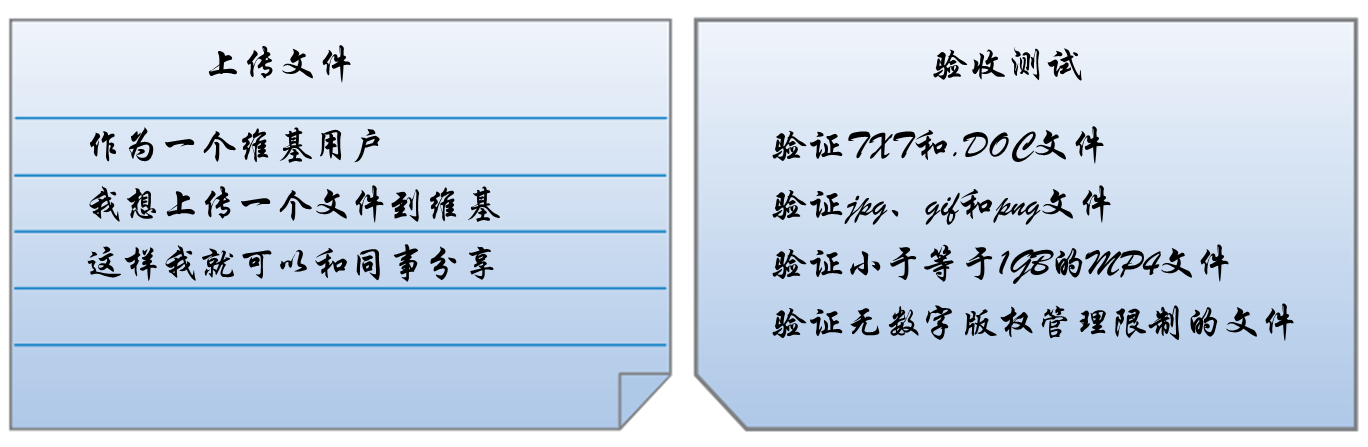 上传文件
作为一个维基用户
我想上传一个文件到维基
这样我就可以和同事分享
验收测试
验证TXT和.DOC文件
验证jpg、gif和png文件
验证小于等于1GB的MP4文件
验证无数字版权管理限制的文件